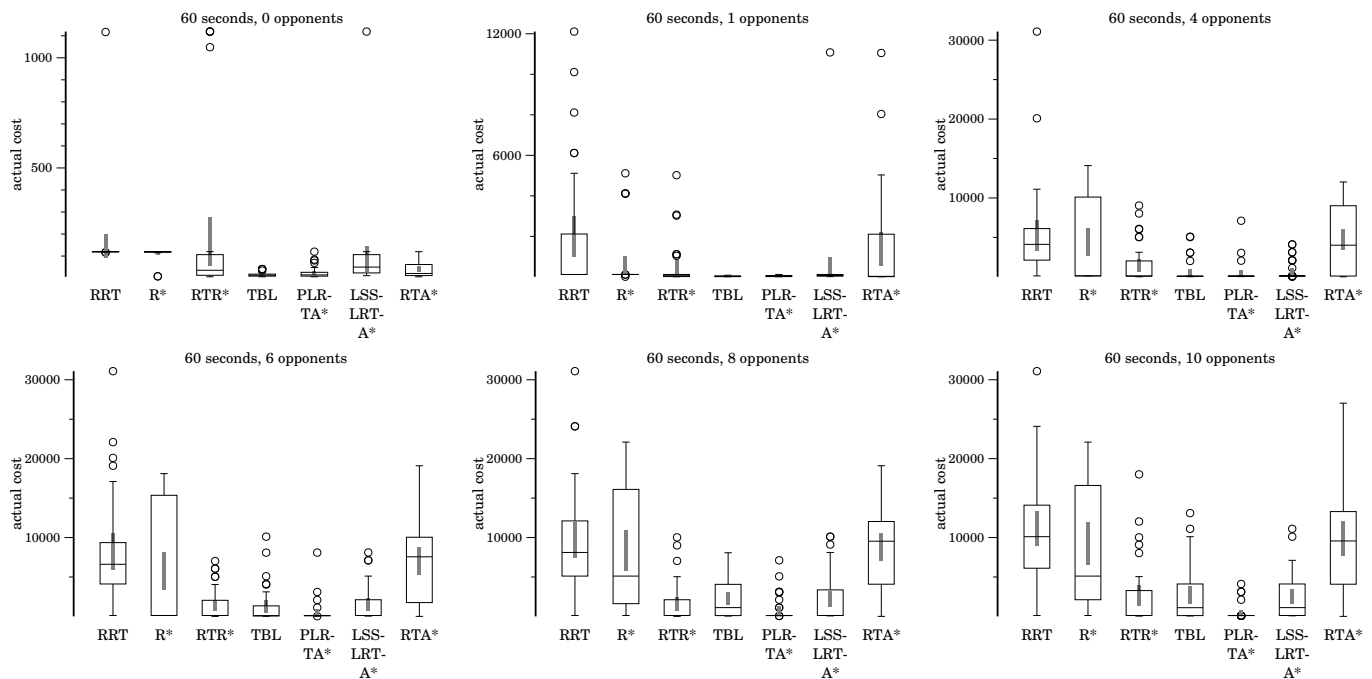 60 seconds, 0 opponents
actual cost
1000
500
RRT R* RTR* TBL PLR- LSS- RTA*
TA* LRT-
A*
60 seconds, 1 opponents
actual cost
12000
6000
RRT R* RTR* TBL PLR- LSS- RTA*
TA* LRT-
A*
60 seconds, 4 opponents
actual cost
30000
20000
10000
RRT R* RTR* TBL PLR- LSS- RTA*
TA* LRT-
A*
60 seconds, 6 opponents
actual cost
30000
20000
10000
RRT R* RTR* TBL PLR- LSS- RTA*
TA* LRT-
A*
60 seconds, 8 opponents
actual cost
30000
20000
10000
RRT R* RTR* TBL PLR- LSS- RTA*
TA* LRT-
A*
60 seconds, 10 opponents
actual cost
30000
20000
10000
RRT R* RTR* TBL PLR- LSS- RTA*
TA* LRT-
A*